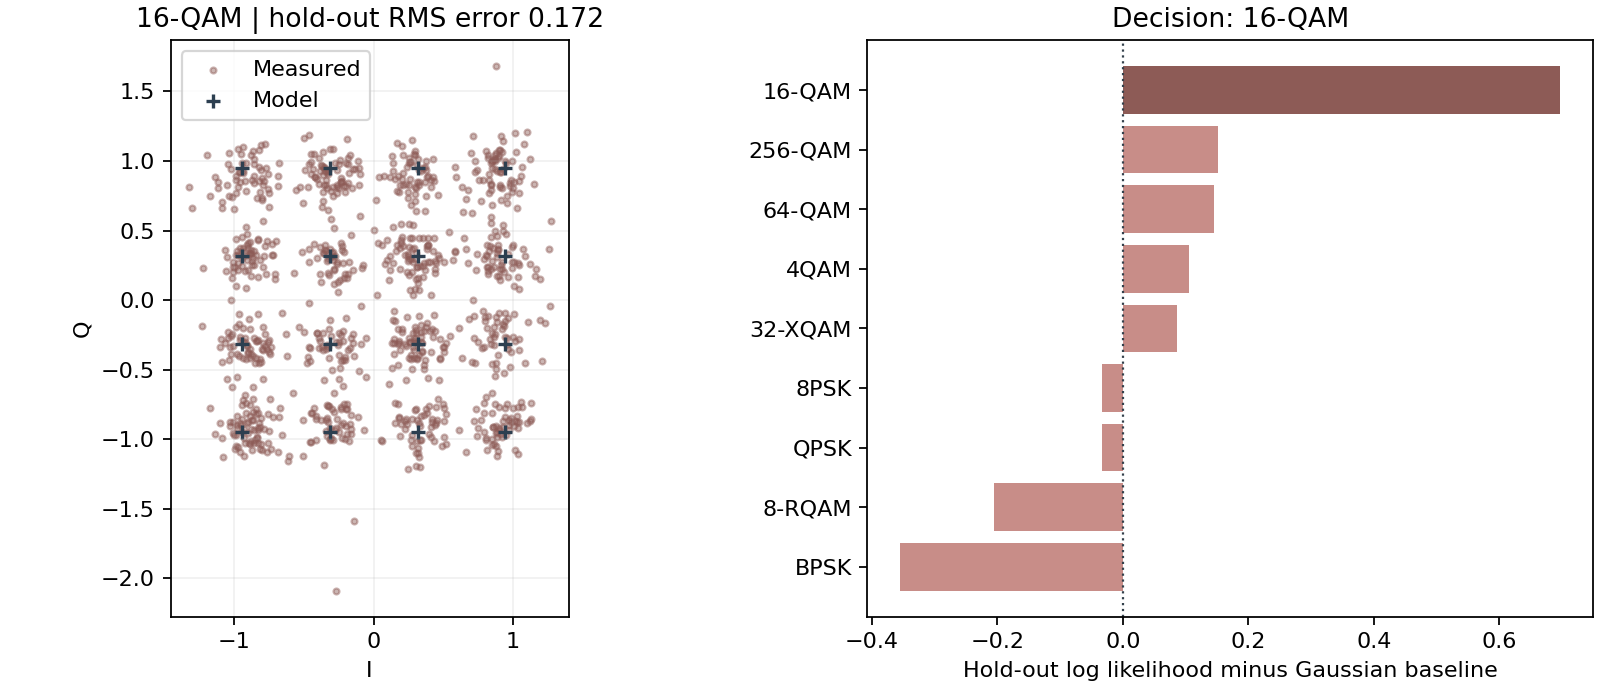 16-QAM | hold-out RMS error 0.172
Measured
Model
1.5
1.0
0.5
0.0
−0.5
−1.0
−1.5
−2.0
Q
−1
0
1
I
Decision: 16-QAM
16-QAM
256-QAM
64-QAM
4QAM
32-XQAM
8PSK
QPSK
8-RQAM
BPSK
−0.4
−0.2
0.0
0.2
0.4
0.6
Hold-out log likelihood minus Gaussian baseline